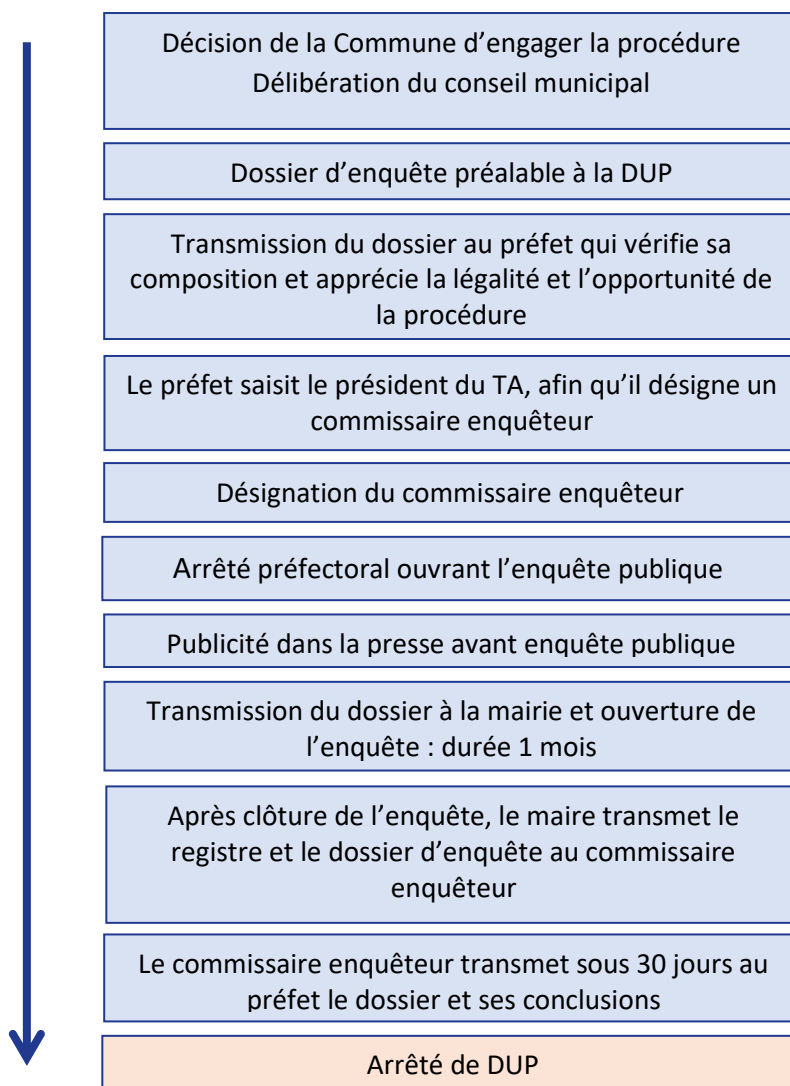 Décision de la Commune d’engager la procédure
Délibération du conseil municipal
Dossier d’enquête préalable à la DUP
Transmission du dossier au préfet qui vérifie sa
composition et apprécie la légalité et l’opportunité de
la procédure
Le préfet saisit le président du TA, afin qu’il désigne un
commissaire enquêteur
Désignation du commissaire enquêteur
Arrêté préfectoral ouvrant l’enquête publique
Publicité dans la presse avant enquête publique
Transmission du dossier à la mairie et ouverture de
l’enquête : durée 1 mois
Après clôture de l’enquête, le maire transmet le
registre et le dossier d’enquête au commissaire
enquêteur
Le commissaire enquêteur transmet sous 30 jours au
préfet le dossier et ses conclusions
Arrêté de DUP